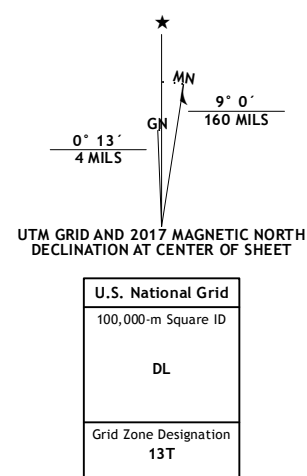 ★
MN
9° 0´
160 MILS
GN
0° 13´
4 MILS
UTM GRID AND 2017 MAGNETIC NORTH
DECLINATION AT CENTER OF SHEET
U.S. National Grid
100,000-m Square ID
DL
Grid Zone Designation
13T